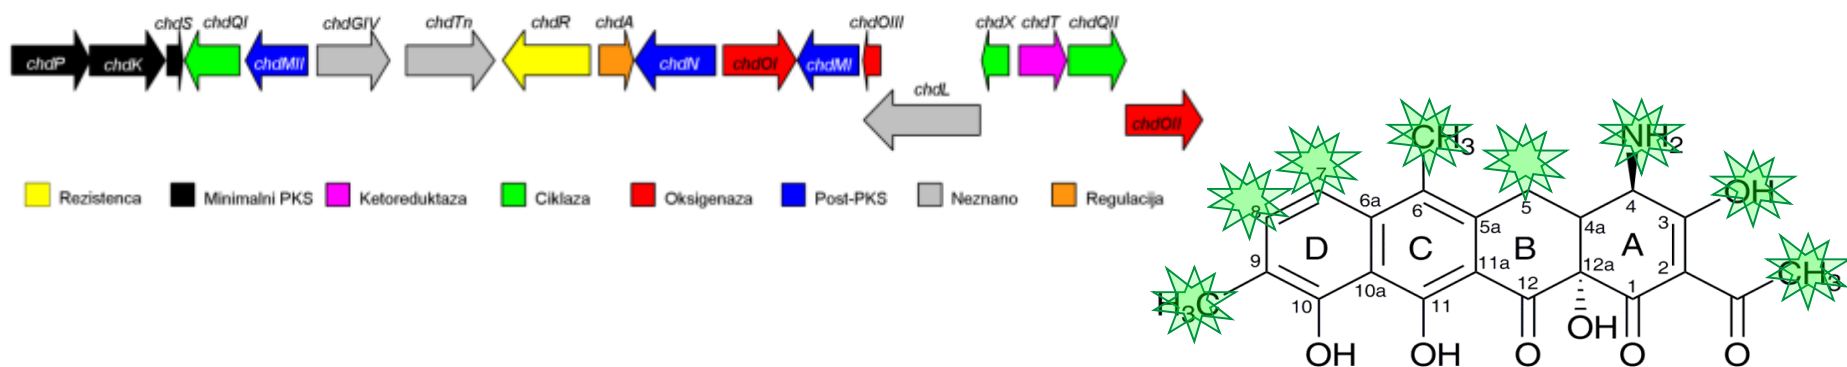 chdS chdQI chdGIV chdTn chdR chdA chdOIII chdX chdT chdQII
chdP chdK chdMII chdN chdOI chdMI
chdL
chdOII
Rezistenca Minimalni PKS Ketoreduktaza Ciklaza Oksigenaza Post-PKS Neznano Regulacija
CH3 NH2
7 OH
8 6a 6 5 4 3
5a 4a
D C B A
9 11a 12a 2 CH3
H3C 10 10a 11 12 1
OH
OH OH O O O